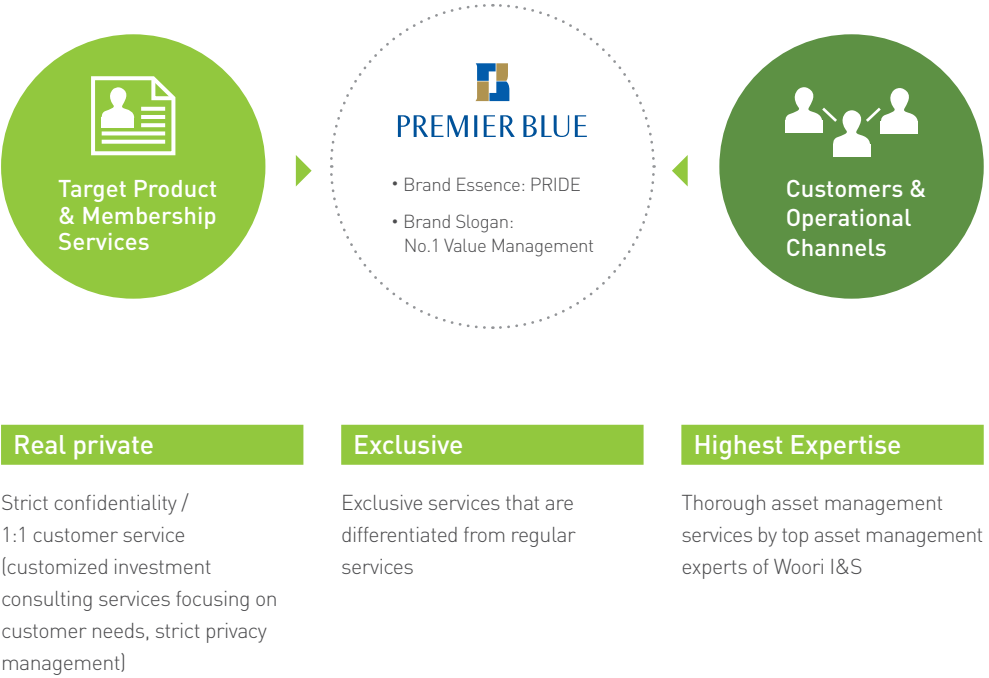 Target Product
& Membership
Services
PREMIER BLUE
• Brand Essence: PRIDE
• Brand Slogan:
No.1 Value Management
Customers &
Operational
Channels
Real private
Strict confidentiality /
1:1 customer service
(customized investment
consulting services focusing on
customer needs, strict privacy
management)
Exclusive
Exclusive services that are
differentiated from regular
services
Highest Expertise
Thorough asset management
services by top asset management
experts of Woori I&S